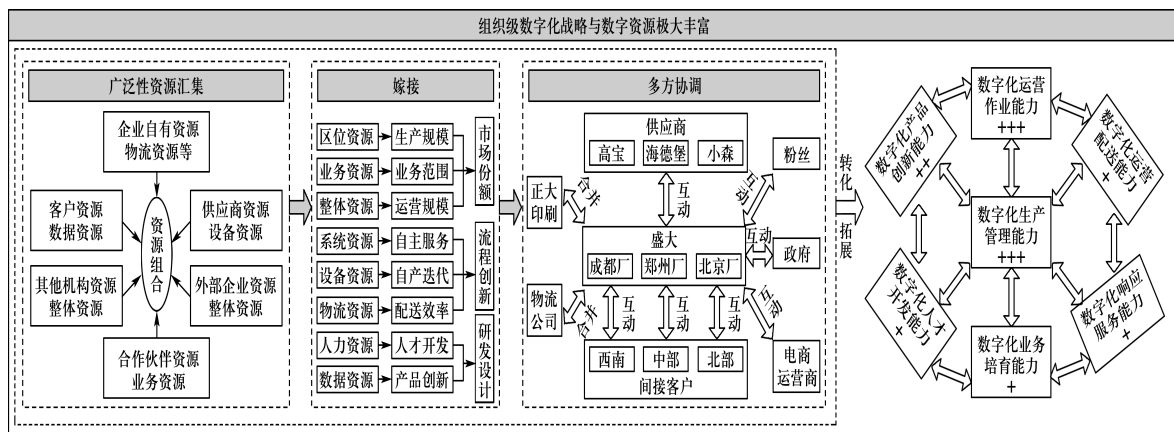 组织级数字化战略与数字资源极大丰富
广泛性资源汇集
企业自有资源
物流资源等
客户资源
数据资源
供应商资源
设备资源
资源组合
其他机构资源
整体资源
外部企业资源
整体资源
合作伙伴资源
业务资源
嫁接
区位资源
生产规模
业务资源
业务范围
整体资源
运营规模
市场份额
系统资源
自主服务
设备资源
自产迭代
物流资源
配送效率
流程创新
人力资源
人才开发
数据资源
产品创新
研发设计
多方协调
供应商
高宝
海德堡
小森
粉丝
正大
印刷
合并
互动
互动
盛大
成都厂
郑州厂
北京厂
互动
政府
物流
公司
合并
互动
互动
互动
互动
西南
中部
北部
间接客户
电商
运营商
转化
拓展
数字化运营
作业能力
+++
数字化产品
创新能力
++
数字化运营
配送能力
+
数字化生产
管理能力
+++
数字化人才
开发能力
+
数字化响应
服务能力
+
数字化业务
培育能力
+